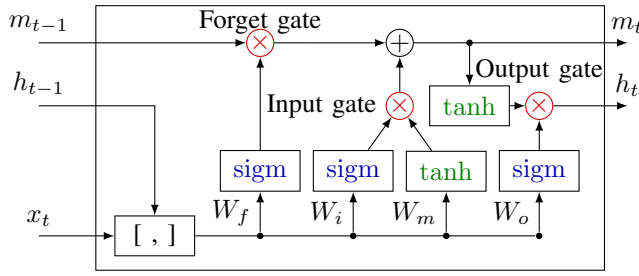 m_{t−1} Forget gate m_t
× + 
h_{t−1} Input gate × Output gate h_t
tanh ×
sigm sigm tanh sigm
x_t W_f W_i W_m W_o
[ , ]